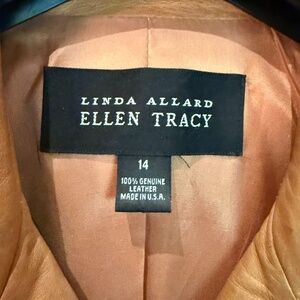 LINDA ALLARD
ELLEN TRACY
14
100% GENUINE
LEATHER
MADE IN U.S.A.